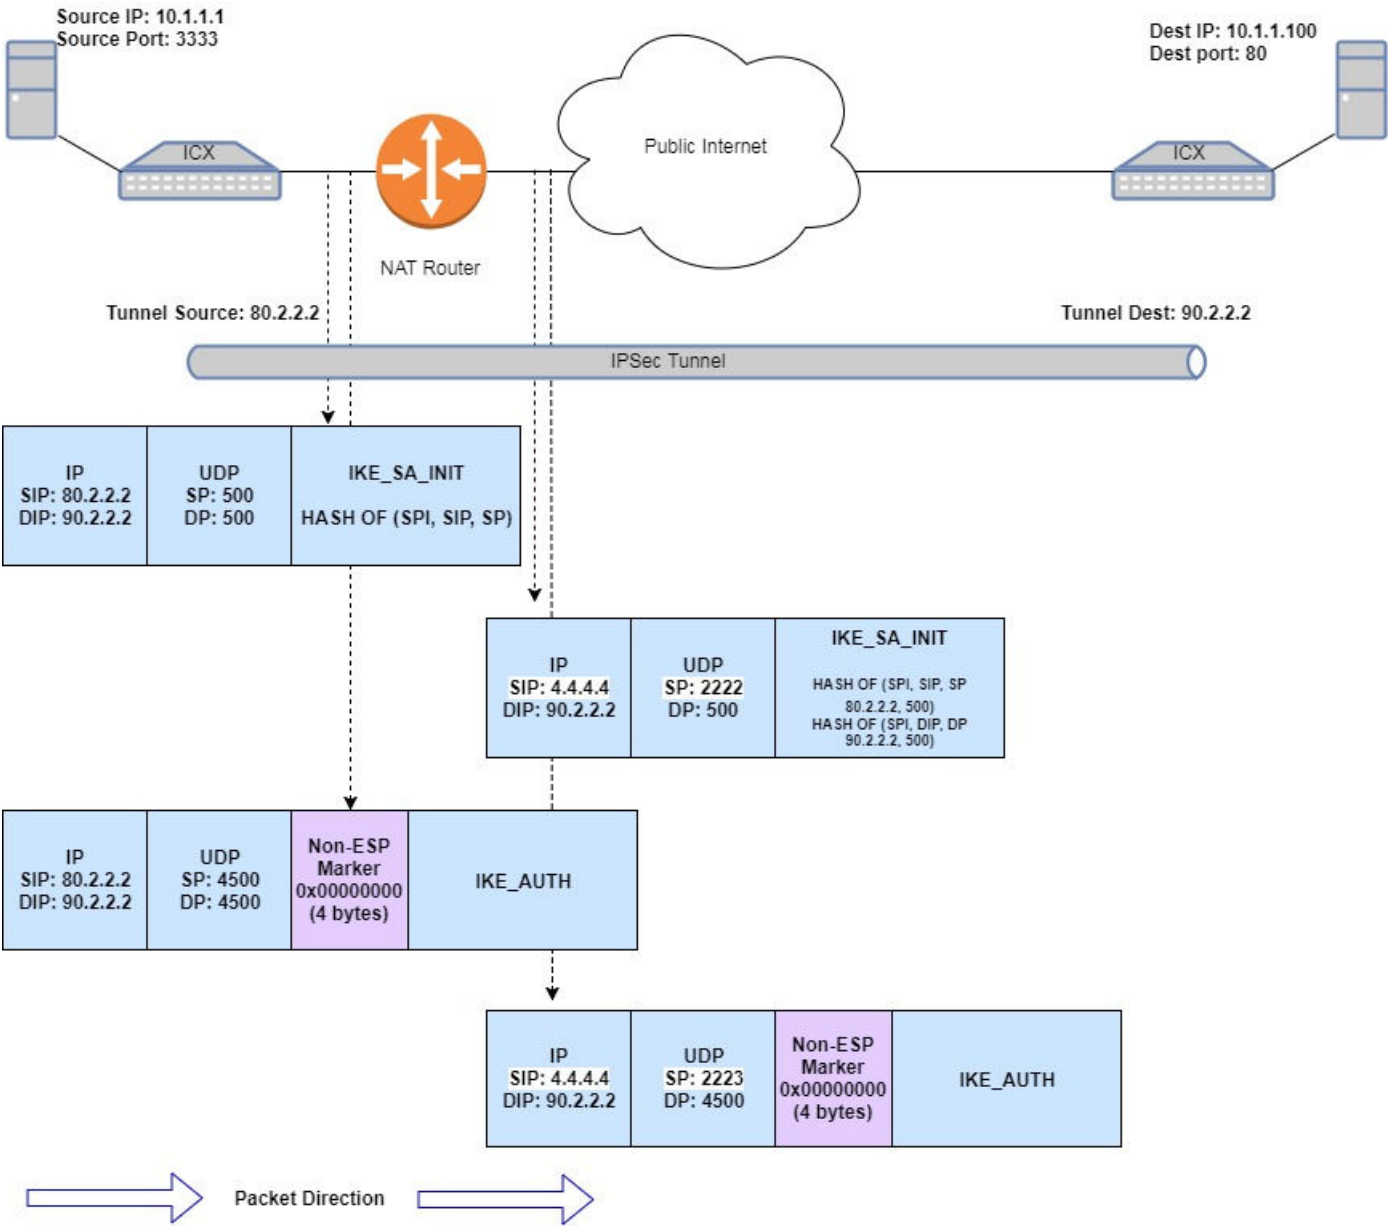 Source IP: 10.1.1.1
Source Port: 3333
Dest IP: 10.1.1.100
Dest port: 80
ICX
Public Internet
ICX
NAT Router
Tunnel Source: 80.2.2.2
Tunnel Dest: 90.2.2.2
IPSec Tunnel
IP
SIP: 80.2.2.2
DIP: 90.2.2.2
UDP
SP: 500
DP: 500
IKE_SA_INIT
HASH OF (SPI, SIP, SP)
IP
SIP: 4.4.4.4
DIP: 90.2.2.2
UDP
SP: 2222
DP: 500
IKE_SA_INIT
HASH OF (SPI, SIP, SP
80.2.2.2, 500)
HASH OF (SPI, DIP, DP
90.2.2.2, 500)
IP
SIP: 80.2.2.2
DIP: 90.2.2.2
UDP
SP: 4500
DP: 4500
Non-ESP
Marker
0x00000000
(4 bytes)
IKE_AUTH
IP
SIP: 4.4.4.4
DIP: 90.2.2.2
UDP
SP: 2223
DP: 4500
Non-ESP
Marker
0x00000000
(4 bytes)
IKE_AUTH
Packet Direction